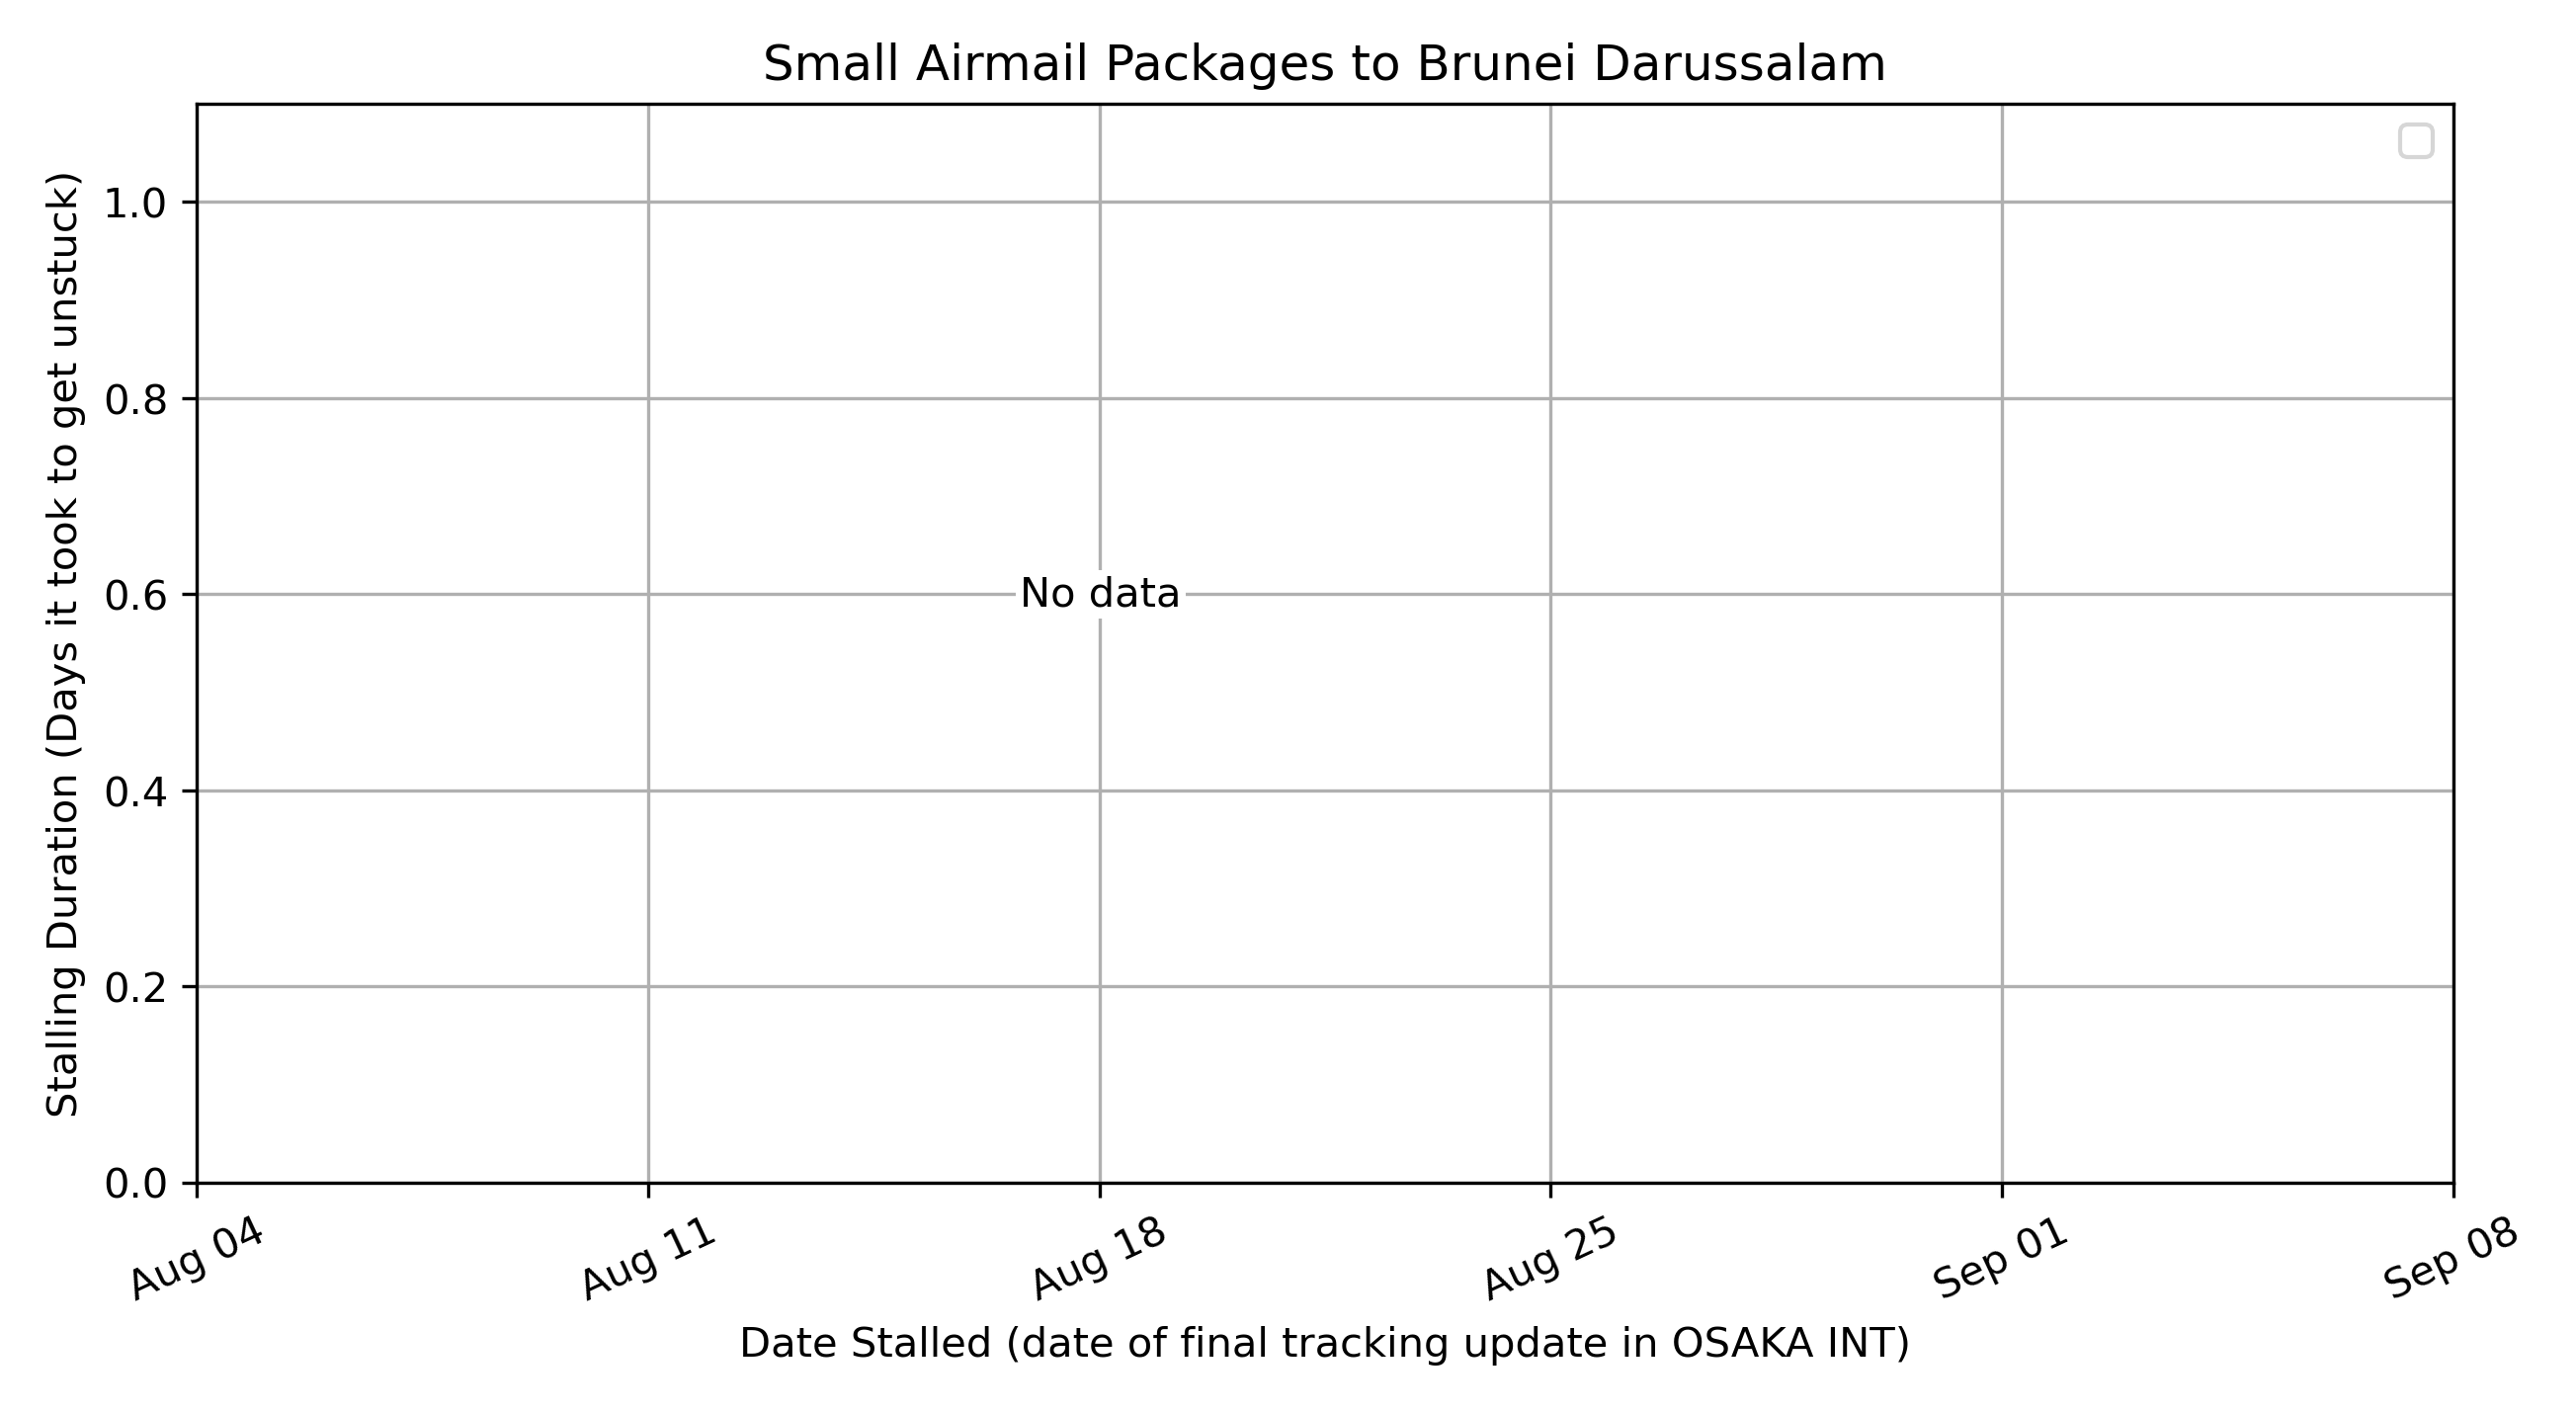 Small Airmail Packages to Brunei Darussalam
Stalling Duration (Days it took to get unstuck)
1.0
0.8
0.6
0.4
0.2
0.0
No data
Aug 04
Aug 11
Aug 18
Aug 25
Sep 01
Sep 08
Date Stalled (date of final tracking update in OSAKA INT)